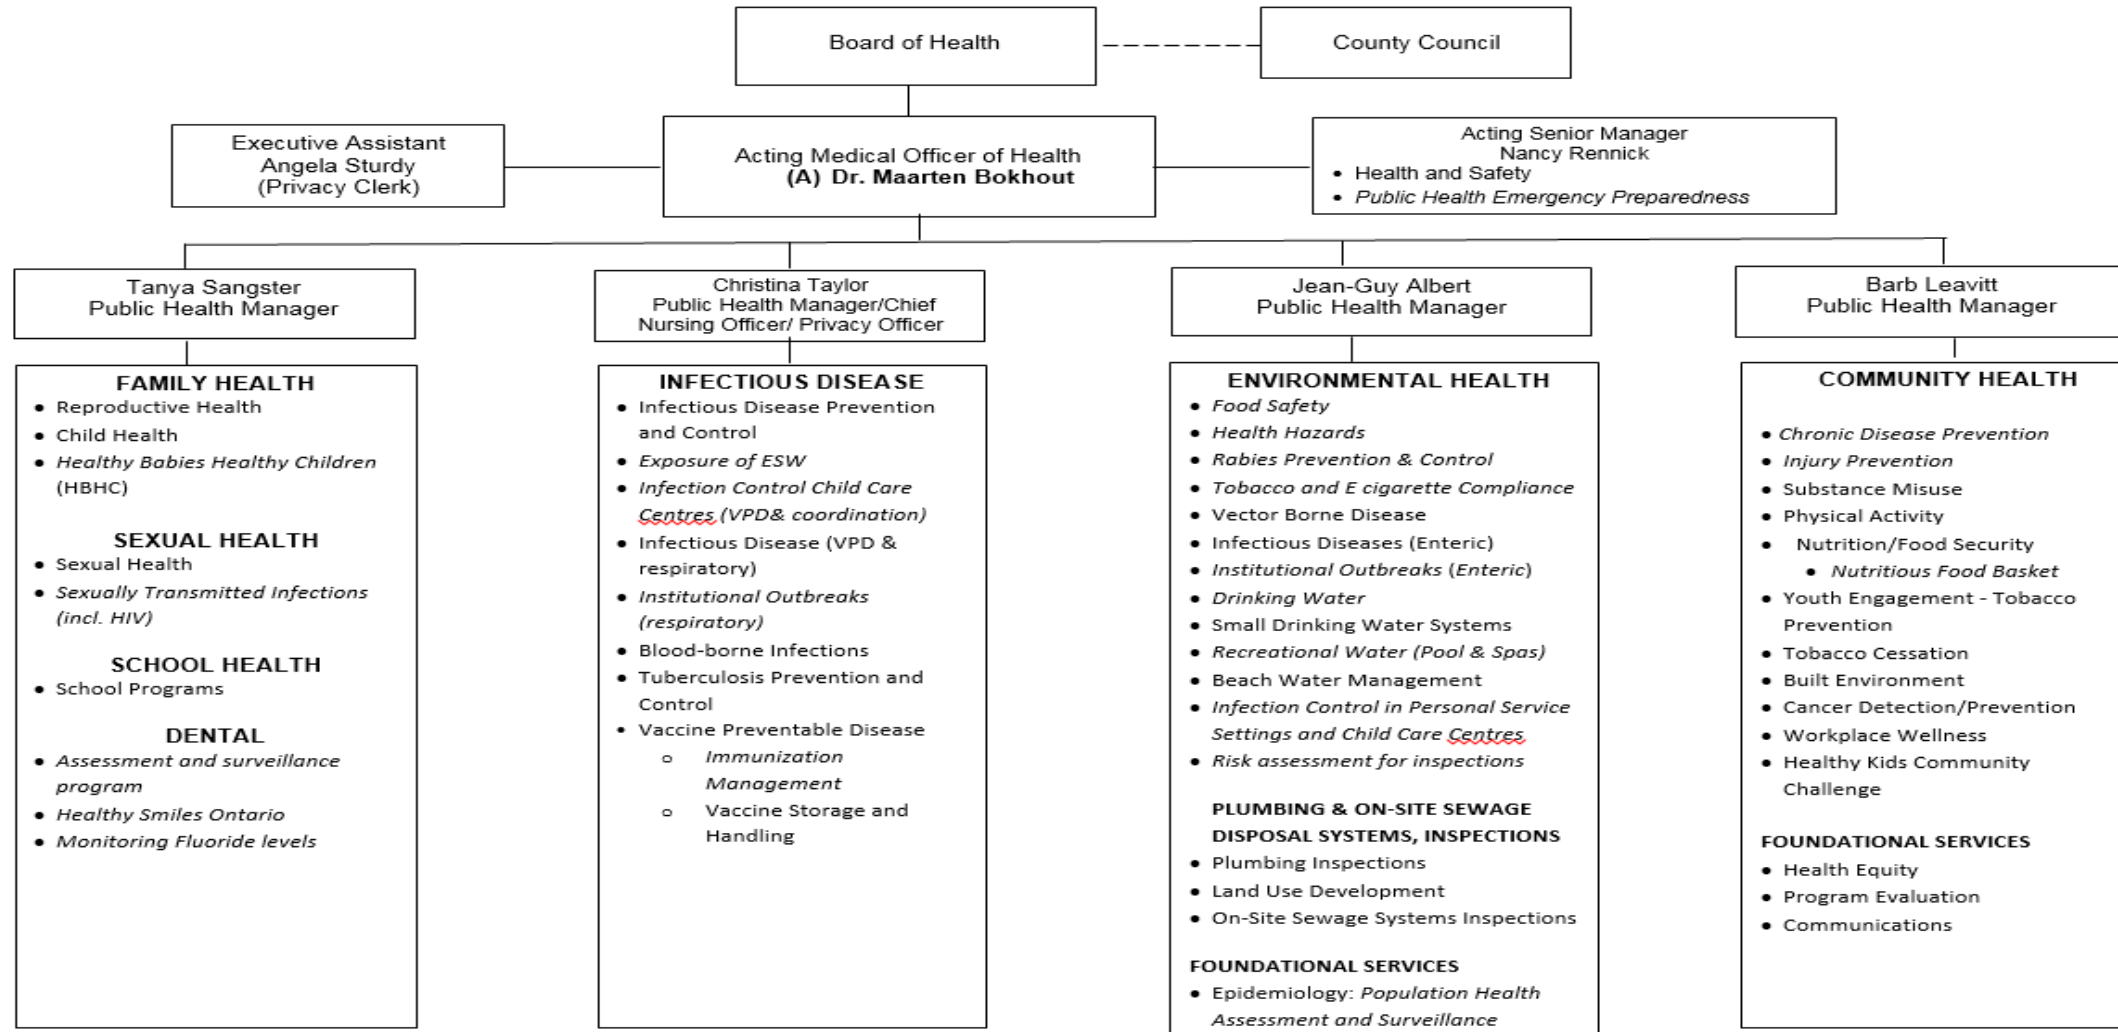 Board of Health
County Council
Executive Assistant
Angela Sturdy
(Privacy Clerk)
Acting Medical Officer of Health
(A) Dr. Maarten Bokhout
Acting Senior Manager
Nancy Rennick
• Health and Safety
• Public Health Emergency Preparedness
Tanya Sangster
Public Health Manager
Christina Taylor
Public Health Manager/Chief
Nursing Officer/ Privacy Officer
Jean-Guy Albert
Public Health Manager
Barb Leavitt
Public Health Manager
FAMILY HEALTH
• Reproductive Health
• Child Health
• Healthy Babies Healthy Children
(HBHC)
SEXUAL HEALTH
• Sexual Health
• Sexually Transmitted Infections
(incl. HIV)
SCHOOL HEALTH
• School Programs
DENTAL
• Assessment and surveillance
program
• Healthy Smiles Ontario
• Monitoring Fluoride levels
INFECTIOUS DISEASE
• Infectious Disease Prevention
and Control
• Exposure of ESW
• Infection Control Child Care
Centres (VPD& coordination)
• Infectious Disease (VPD &
respiratory)
• Institutional Outbreaks
(respiratory)
• Blood-borne Infections
• Tuberculosis Prevention and
Control
• Vaccine Preventable Disease
o Immunization
Management
o Vaccine Storage and
Handling
ENVIRONMENTAL HEALTH
• Food Safety
• Health Hazards
• Rabies Prevention & Control
• Tobacco and E cigarette Compliance
• Vector Borne Disease
• Infectious Diseases (Enteric)
• Institutional Outbreaks (Enteric)
• Drinking Water
• Small Drinking Water Systems
• Recreational Water (Pool & Spas)
• Beach Water Management
• Infection Control in Personal Service
Settings and Child Care Centres
• Risk assessment for inspections
PLUMBING & ON-SITE SEWAGE
DISPOSAL SYSTEMS, INSPECTIONS
• Plumbing Inspections
• Land Use Development
• On-Site Sewage Systems Inspections
FOUNDATIONAL SERVICES
• Epidemiology: Population Health
Assessment and Surveillance
COMMUNITY HEALTH
• Chronic Disease Prevention
• Injury Prevention
• Substance Misuse
• Physical Activity
• Nutrition/Food Security
• Nutritious Food Basket
• Youth Engagement - Tobacco
Prevention
• Tobacco Cessation
• Built Environment
• Cancer Detection/Prevention
• Workplace Wellness
• Healthy Kids Community
Challenge
FOUNDATIONAL SERVICES
• Health Equity
• Program Evaluation
• Communications